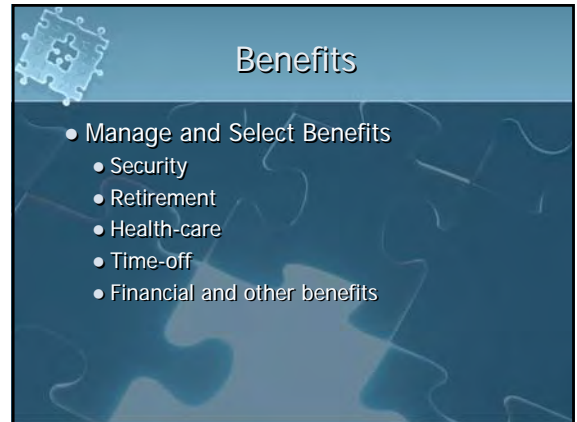 Benefits
● Manage and Select Benefits
● Security
● Retirement
● Health-care
● Time-off
● Financial and other benefits